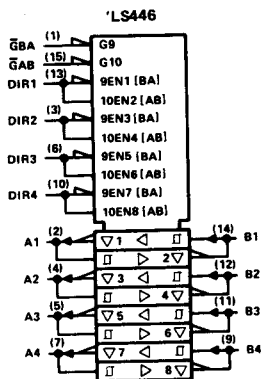 'LS446
G̅BA (1) G9
G̅AB (15) G10
DIR1 (13) 9EN1 [BA]
10EN2 [AB]
DIR2 (3) 9EN3 [BA]
10EN4 [AB]
DIR3 (6) 9EN5 [BA]
10EN6 [AB]
DIR4 (10) 9EN7 [BA]
10EN8 [AB]
A1 (2) ▽ 1 ◁ (14) B1
▷ 2 ▽
A2 (4) ▽ 3 ◁ (12) B2
▷ 4 ▽
A3 (5) ▽ 5 ◁ (11) B3
▷ 6 ▽
A4 (7) ▽ 7 ◁ (9) B4
▷ 8 ▽